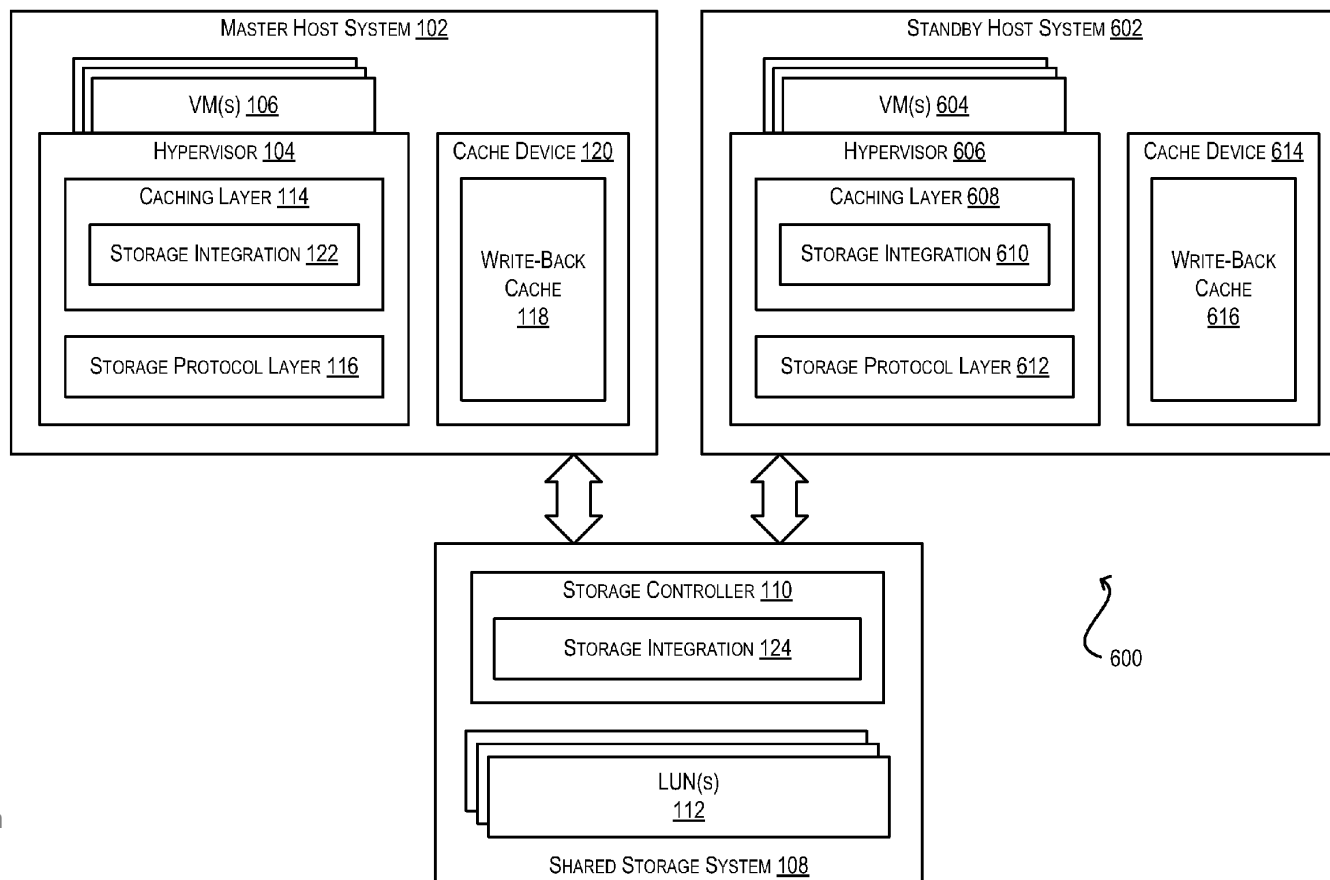 MASTER HOST SYSTEM 102
VM(s) 106
HYPERVISOR 104
CACHING LAYER 114
STORAGE INTEGRATION 122
STORAGE PROTOCOL LAYER 116
CACHE DEVICE 120
WRITE-BACK
CACHE
118
STANDBY HOST SYSTEM 602
VM(s) 604
HYPERVISOR 606
CACHING LAYER 608
STORAGE INTEGRATION 610
STORAGE PROTOCOL LAYER 612
CACHE DEVICE 614
WRITE-BACK
CACHE
616
STORAGE CONTROLLER 110
STORAGE INTEGRATION 124
LUN(s)
112
SHARED STORAGE SYSTEM 108
600